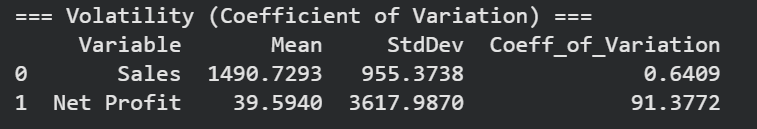 === Volatility (Coefficient of Variation) ===
Variable Mean StdDev Coeff_of_Variation
0 Sales 1490.7293 955.3738 0.6409
1 Net Profit 39.5940 3617.9870 91.3772